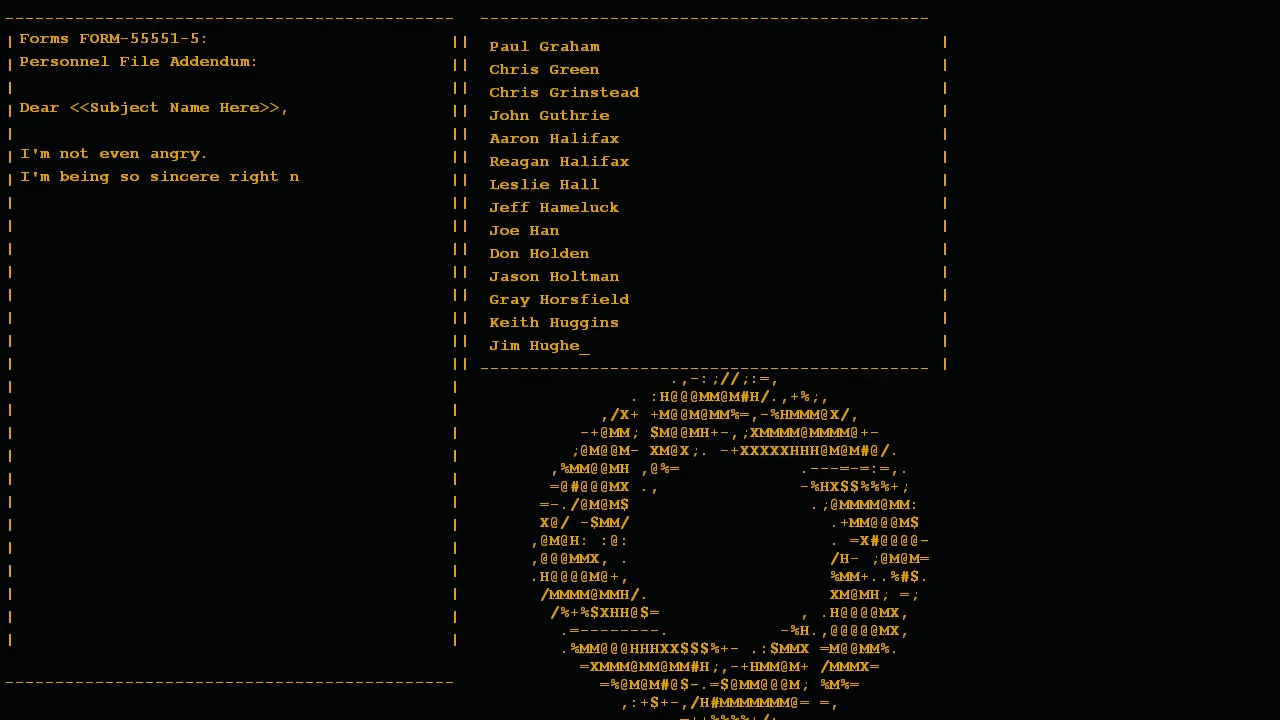 Forms FORM-55551-5:
Personnel File Addendum:
Dear <<Subject Name Here>>,
I'm not even angry.
I'm being so sincere right n
Paul Graham
Chris Green
Chris Grinstead
John Guthrie
Aaron Halifax
Reagan Halifax
Leslie Hall
Jeff Hameluck
Joe Han
Don Holden
Jason Holtman
Gray Horsfield
Keith Huggins
Jim Hughe_